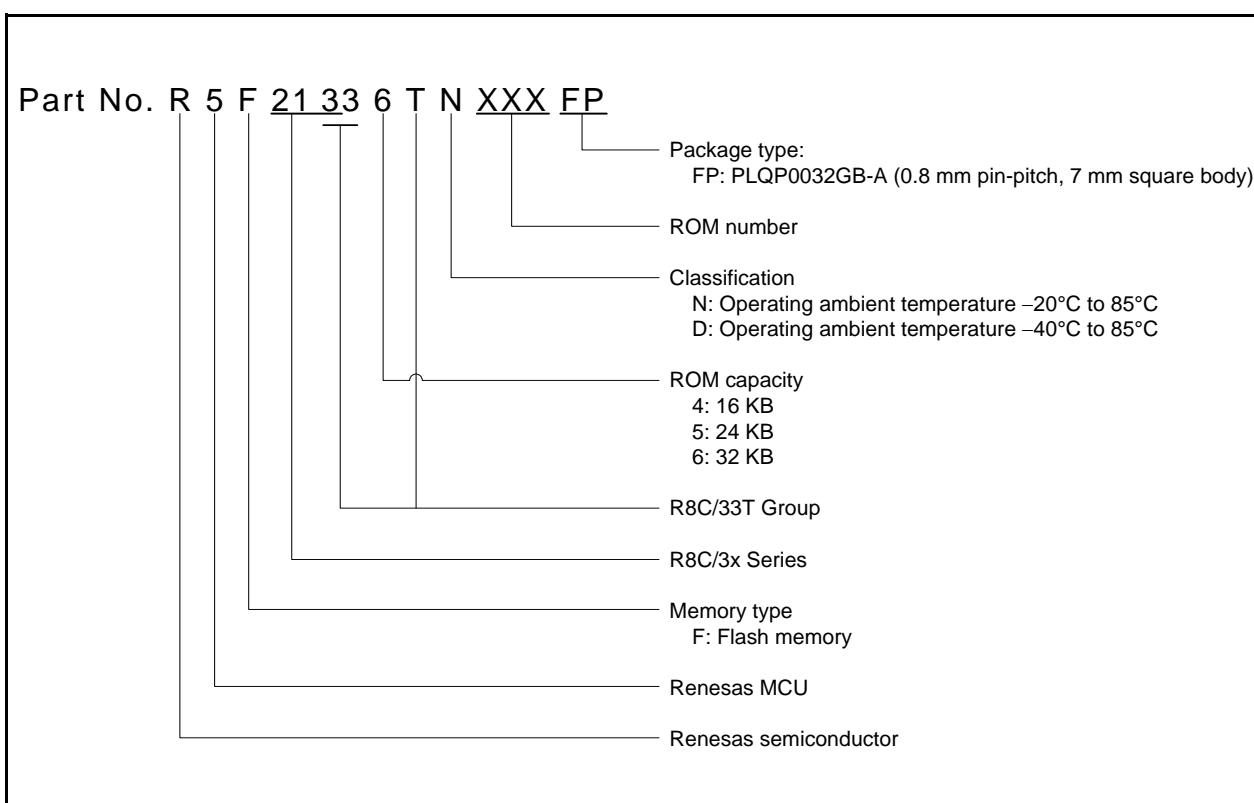 Part No. R 5 F 21 33 6 T N XXX FP
Package type:
FP: PLQP0032GB-A (0.8 mm pin-pitch, 7 mm square body)
ROM number
Classification
N: Operating ambient temperature –20°C to 85°C
D: Operating ambient temperature –40°C to 85°C
ROM capacity
4: 16 KB
5: 24 KB
6: 32 KB
R8C/33T Group
R8C/3x Series
Memory type
F: Flash memory
Renesas MCU
Renesas semiconductor